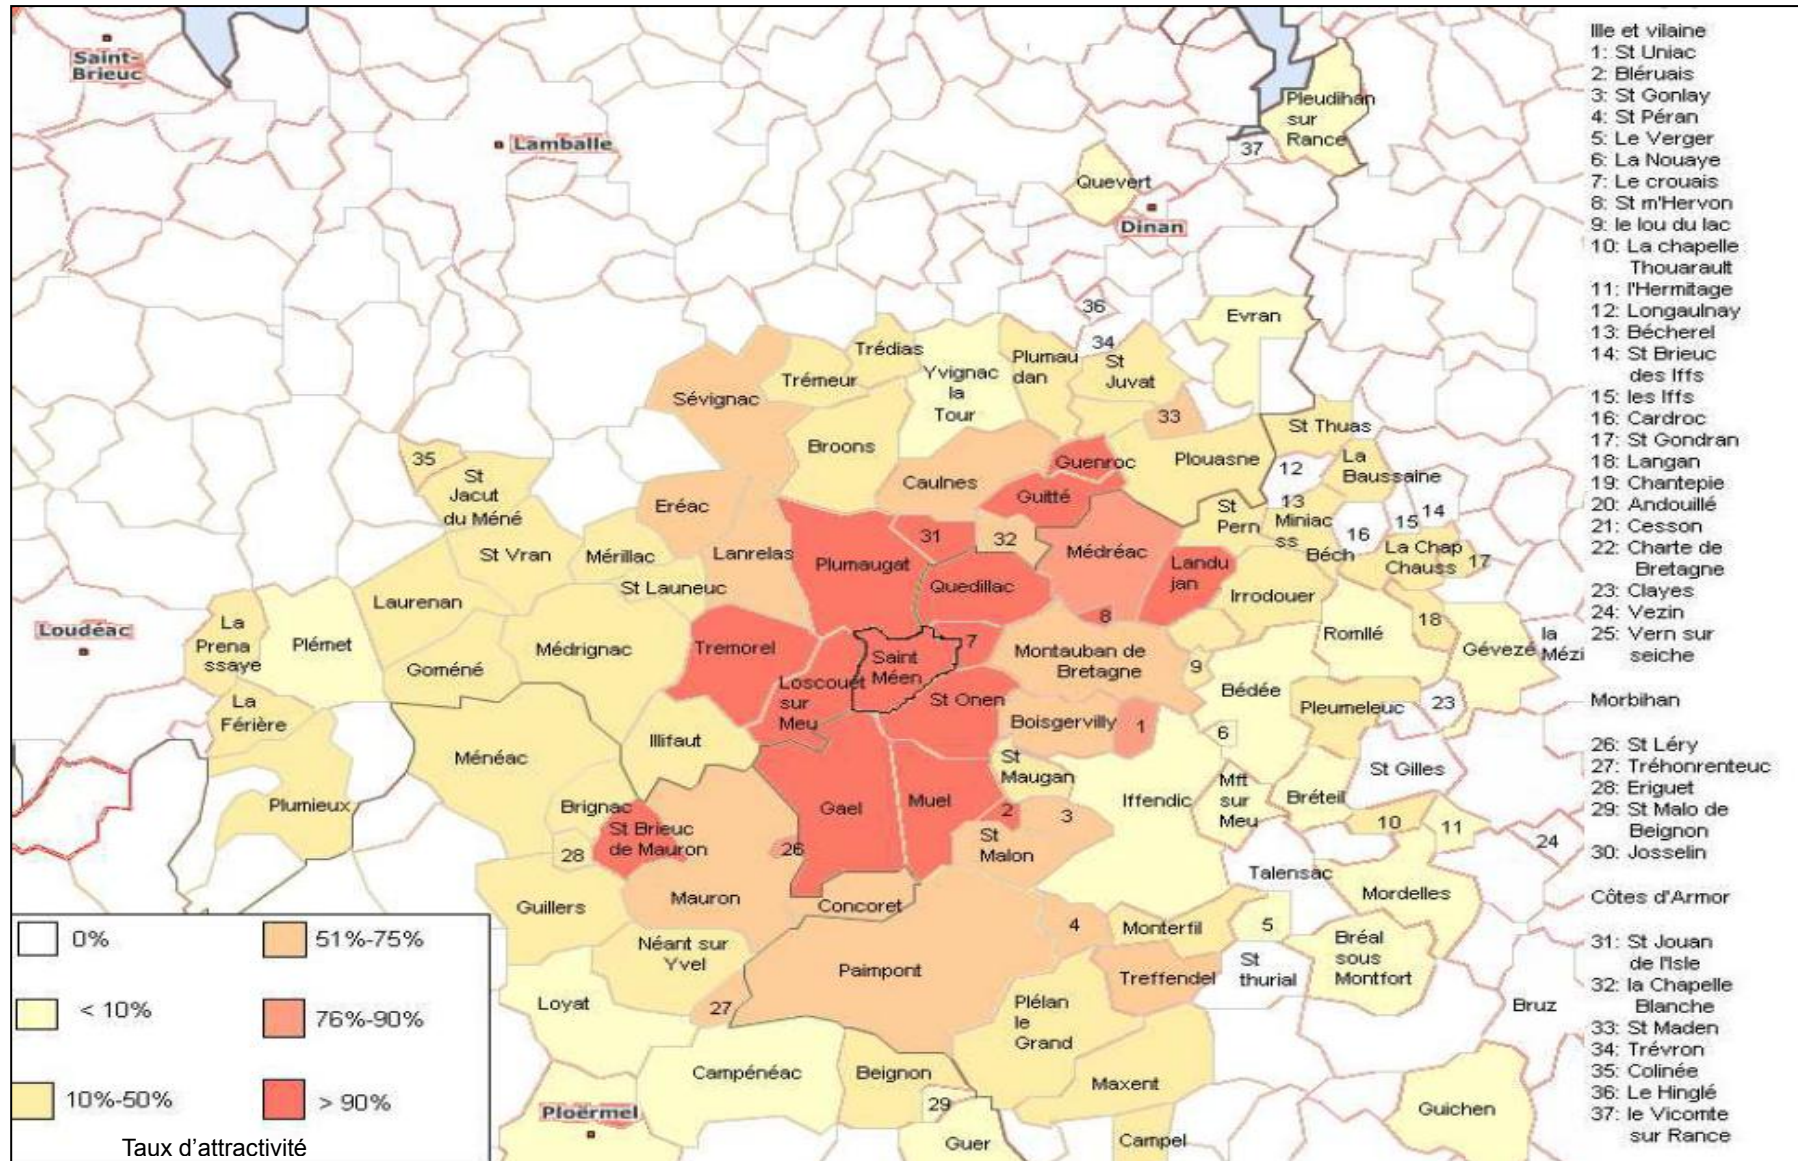 Saint-
Brieuc
Lamballe
Pleudihan
sur
Rance
37
Quevert
Dinan
36
Evran
34
Trédias
Plumau
dan
St
Juvat
Trémeur
Yvignac
la
Tour
Sévignac
33
St Thuas
Broons
35
Guenroc
Plouasne
12
La
Baussaine
St
Jacut
du Méné
Caulnes
Guitté
13
14
Eréac
St
Pern
Miniac
ss
Béch
15
16
31
32
St Vran
Mérillac
Lanrelas
Plumaugat
Médréac
Landu
jan
La Chap
Chauss
17
St Launeuc
Quedillac
Laurenan
Irrodouer
8
18
La
Prena
ssaye
Loudéac
Plémet
Médrignac
Tremorel
7
Romllé
la
Mézi
Gévezé
Goméné
Saint
Méen
Montauban de
Bretagne
9
Loscouet
sur
Meu
St Onen
Bédée
La
Férière
Pleumeleuc
23
Boisgervilly
1
6
Illifaut
Ménéac
St
Maugan
St Gilles
Plumieux
Brignac
Gael
Muel
Iffendic
Mft
sur
Meu
Bréteil
St Brieuc
de Mauron
2
3
10
11
24
28
26
St
Malon
Talensac
Mordelles
Guillers
Mauron
Concoret
4
Monterfil
5
Néant sur
Yvel
Paimpont
Treffendel
St
thurial
Bréal
sous
Montfort
Loyat
27
Plélan
le
Grand
Bruz
Campénéac
Beignon
Maxent
29
Guichen
Ploërmel
Guer
Campel
0%
51%-75%
< 10%
76%-90%
10%-50%
> 90%
Taux d'attractivité
Ille et vilaine
1: St Uniac
2: Bléruais
3: St Gonlay
4: St Péran
5: Le Verger
6: La Nouaye
7: Le crouais
8: St m'Hervon
9: le lou du lac
10: La chapelle
Thouarault
11: l'Hermitage
12: Longaulnay
13: Bécherel
14: St Brieuc
des Iffs
15: les Iffs
16: Cardroc
17: St Gondran
18: Langan
19: Chantepie
20: Andouillé
21: Cesson
22: Charte de
Bretagne
23: Clayes
24: Vezin
25: Vern sur
seiche
Morbihan
26: St Léry
27: Tréhonrenteuc
28: Eriguet
29: St Malo de
Beignon
30: Josselin
Côtes d'Armor
31: St Jouan
de l'Isle
32: la Chapelle
Blanche
33: St Maden
34: Trévron
35: Colinée
36: Le Hinglé
37: le Vicomte
sur Rance